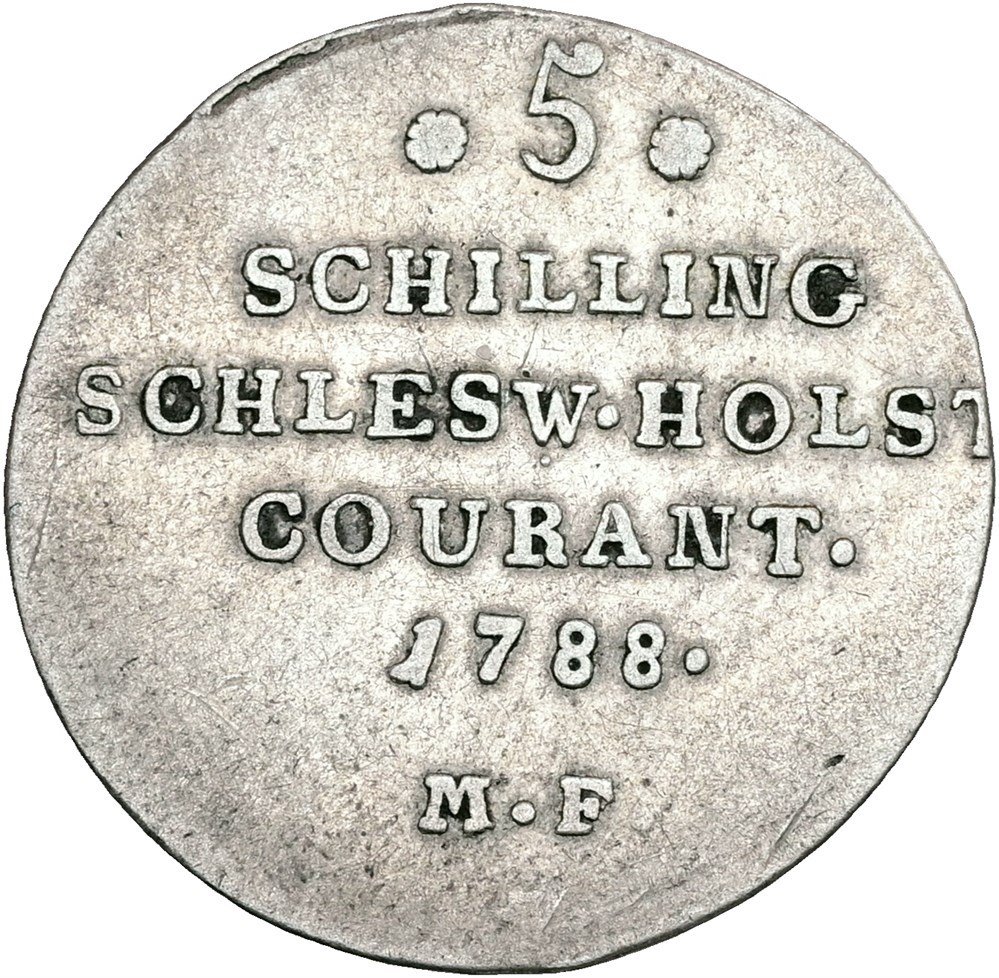 5
SCHILLING
SCHLESW·HOLST
COURANT.
1788.
M·F